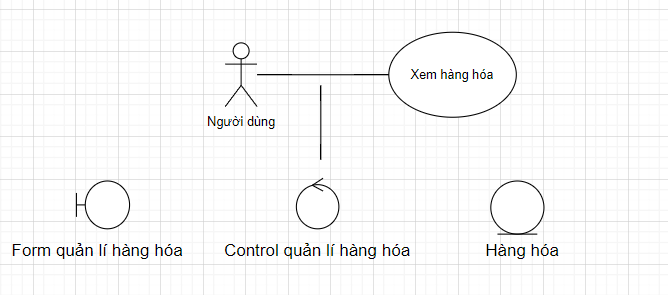 Xem hàng hóa
Người dùng
Form quản lí hàng hóa
Control quản lí hàng hóa
Hàng hóa